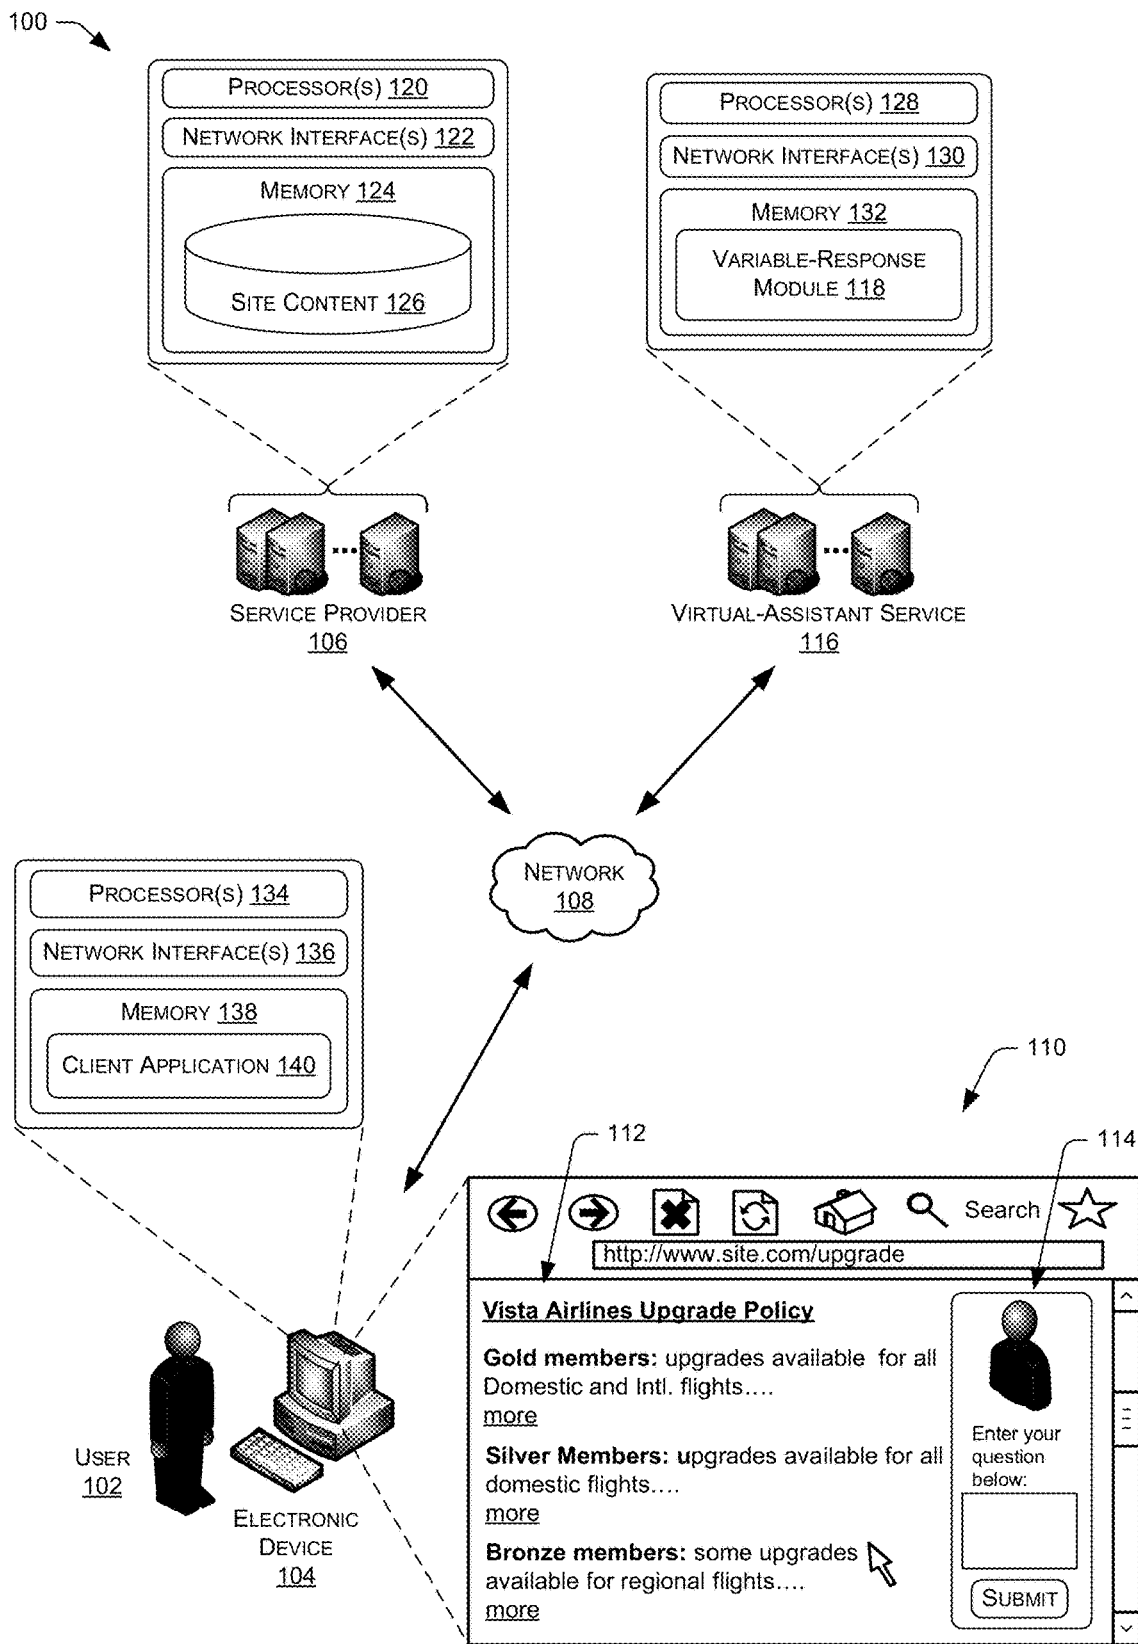 100
PROCESSOR(S) 120
NETWORK INTERFACE(S) 122
MEMORY 124
SITE CONTENT 126
PROCESSOR(S) 128
NETWORK INTERFACE(S) 130
MEMORY 132
VARIABLE-RESPONSE
MODULE 118
SERVICE PROVIDER
106
VIRTUAL-ASSISTANT SERVICE
116
NETWORK
108
PROCESSOR(S) 134
NETWORK INTERFACE(S) 136
MEMORY 138
CLIENT APPLICATION 140
110
112
114
Search
http://www.site.com/upgrade
Vista Airlines Upgrade Policy
Gold members: upgrades available for all
Domestic and Intl. flights....
more
Silver Members: upgrades available for all
domestic flights....
more
Bronze members: some upgrades
available for regional flights....
more
Enter your
question
below:
SUBMIT
USER
102
ELECTRONIC
DEVICE
104